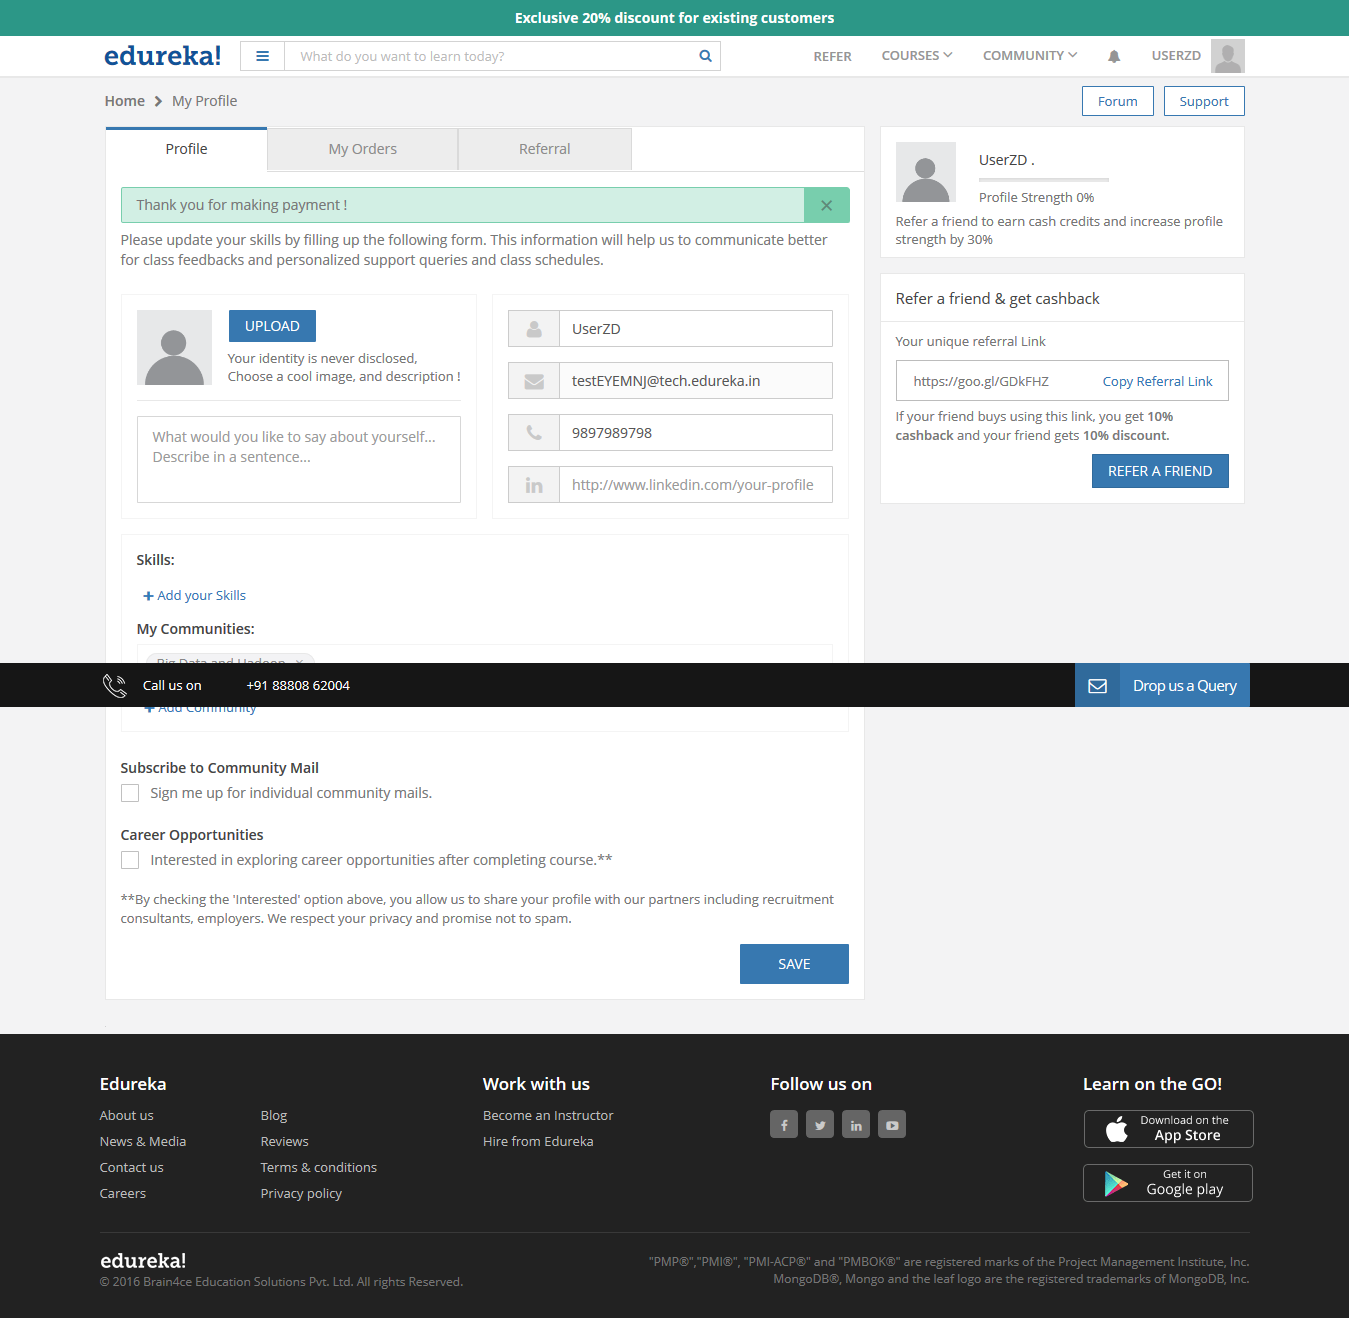 Exclusive 20% discount for existing customers
edureka!
What do you want to learn today?
REFER
COURSES
COMMUNITY
USERZD
Home
My Profile
Forum
Support
Profile
My Orders
Referral
Thank you for making payment !
Please update your skills by filling up the following form. This information will help us to communicate better
for class feedbacks and personalized support queries and class schedules.
UPLOAD
Your identity is never disclosed,
Choose a cool image, and description !
What would you like to say about yourself...
Describe in a sentence...
UserZD
testEYEMNJ@tech.edureka.in
9897989798
http://www.linkedin.com/your-profile
UserZD .
Profile Strength 0%
Refer a friend to earn cash credits and increase profile
strength by 30%
Refer a friend & get cashback
Your unique referral Link
https://goo.gl/GDkFHZ
Copy Referral Link
If your friend buys using this link, you get 10%
cashback and your friend gets 10% discount.
REFER A FRIEND
Skills:
Add your Skills
My Communities:
Big Data and Hadoop
Call us on
+91 88808 62004
Drop us a Query
Add Community
Subscribe to Community Mail
Sign me up for individual community mails.
Career Opportunities
Interested in exploring career opportunities after completing course.**
**By checking the 'Interested' option above, you allow us to share your profile with our partners including recruitment
consultants, employers. We respect your privacy and promise not to spam.
SAVE
Edureka
About us
News & Media
Contact us
Careers
Blog
Reviews
Terms & conditions
Privacy policy
Work with us
Become an Instructor
Hire from Edureka
Follow us on
Learn on the GO!
Download on the
App Store
Get it on
Google play
edureka!
© 2016 Brain4ce Education Solutions Pvt. Ltd. All rights Reserved.
"PMP®","PMI®", "PMI-ACP®" and "PMBOK®" are registered marks of the Project Management Institute, Inc.
MongoDB®, Mongo and the leaf logo are the registered trademarks of MongoDB, Inc.